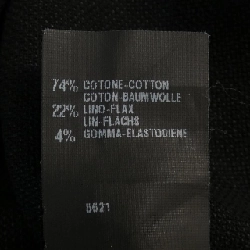 74% COTONE-COTTON
COTON-BAUMWOLLE
22% LINO-FLAX
LIN-FLACHS
4% GOMMA-ELASTODIENE
5621